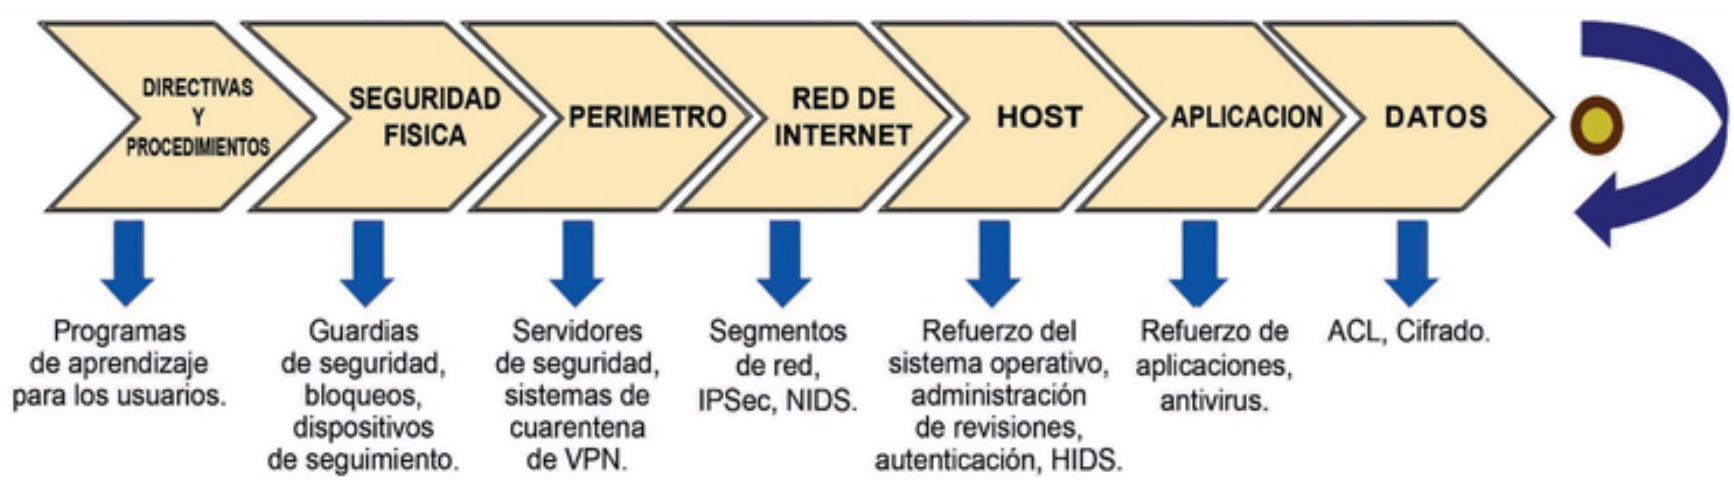 DIRECTIVAS
Y
PROCEDIMIENTOS
SEGURIDAD
FISICA
PERIMETRO
RED DE
INTERNET
HOST
APLICACION
DATOS
Programas
de aprendizaje
para los usuarios.
Guardias
de seguridad,
bloqueos,
dispositivos
de seguimiento.
Servidores
de seguridad,
sistemas de
cuarentena
de VPN.
Segmentos
de red,
IPSec, NIDS.
Refuerzo del
sistema operativo,
administración
de revisiones,
autenticación, HIDS.
Refuerzo de
aplicaciones,
antivirus.
ACL, Cifrado.